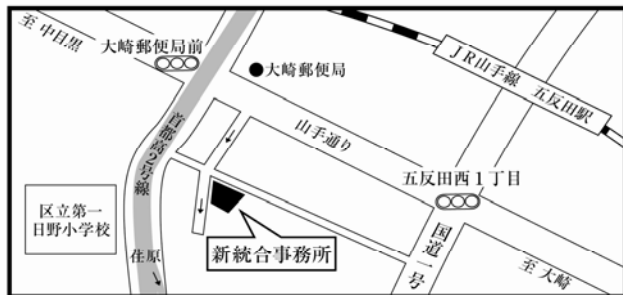 至 中目黒
大崎郵便局前
大崎郵便局
JR山手線 五反田駅
首都高2号線
山手通り
五反田西1丁目
区立第一
日野小学校
新統合事務所
国道一号
至 大崎
荏原